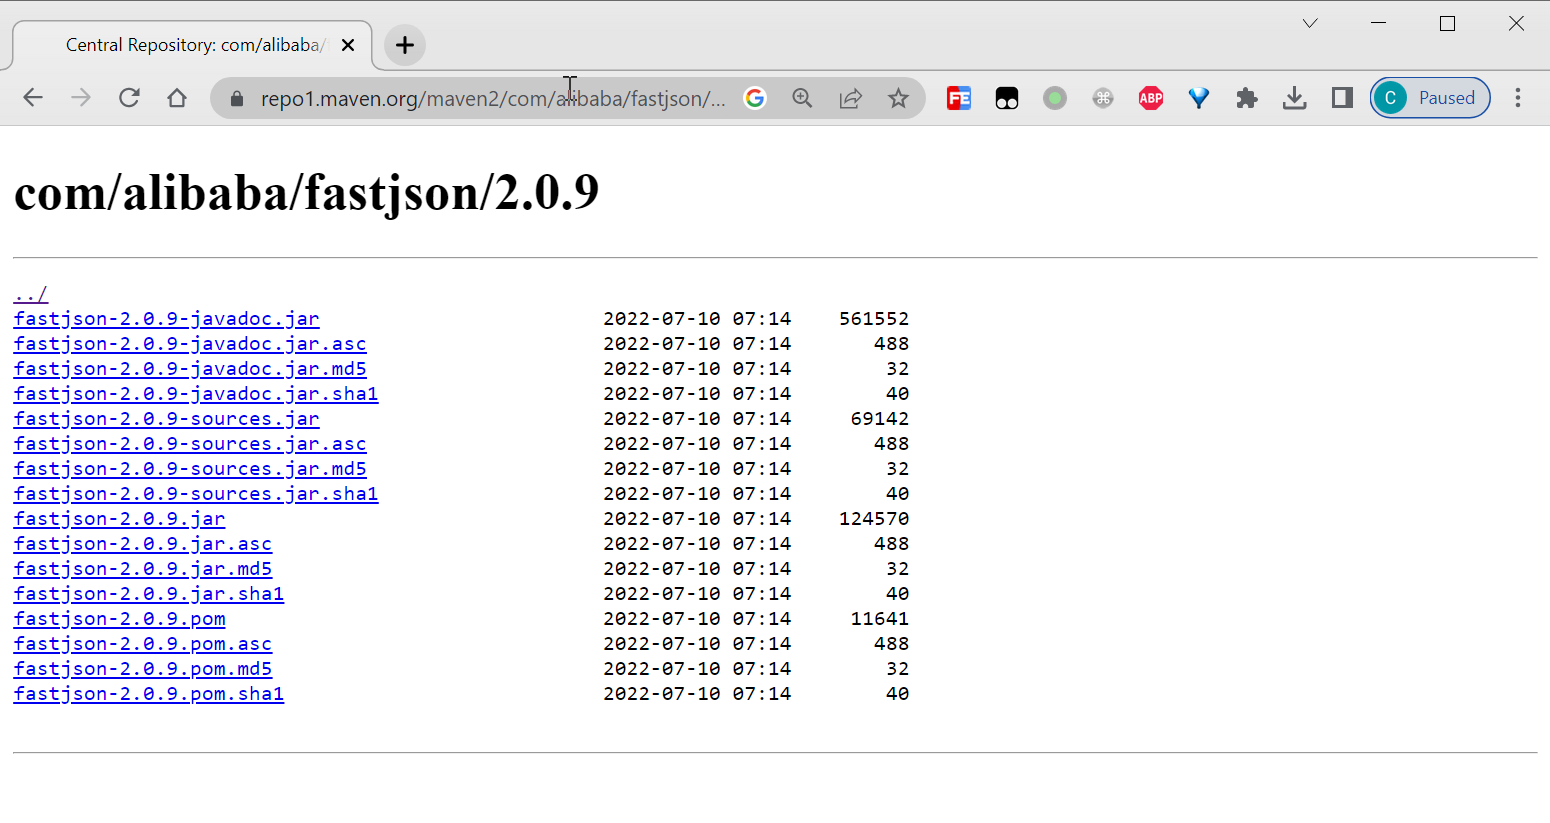 Central Repository: com/alibaba/
repo1.maven.org/maven2/com/alibaba/fastjson/...
FE
ABP
C Paused
com/alibaba/fastjson/2.0.9
../
fastjson-2.0.9-javadoc.jar 2022-07-10 07:14 561552
fastjson-2.0.9-javadoc.jar.asc 2022-07-10 07:14 488
fastjson-2.0.9-javadoc.jar.md5 2022-07-10 07:14 32
fastjson-2.0.9-javadoc.jar.sha1 2022-07-10 07:14 40
fastjson-2.0.9-sources.jar 2022-07-10 07:14 69142
fastjson-2.0.9-sources.jar.asc 2022-07-10 07:14 488
fastjson-2.0.9-sources.jar.md5 2022-07-10 07:14 32
fastjson-2.0.9-sources.jar.sha1 2022-07-10 07:14 40
fastjson-2.0.9.jar 2022-07-10 07:14 124570
fastjson-2.0.9.jar.asc 2022-07-10 07:14 488
fastjson-2.0.9.jar.md5 2022-07-10 07:14 32
fastjson-2.0.9.jar.sha1 2022-07-10 07:14 40
fastjson-2.0.9.pom 2022-07-10 07:14 11641
fastjson-2.0.9.pom.asc 2022-07-10 07:14 488
fastjson-2.0.9.pom.md5 2022-07-10 07:14 32
fastjson-2.0.9.pom.sha1 2022-07-10 07:14 40